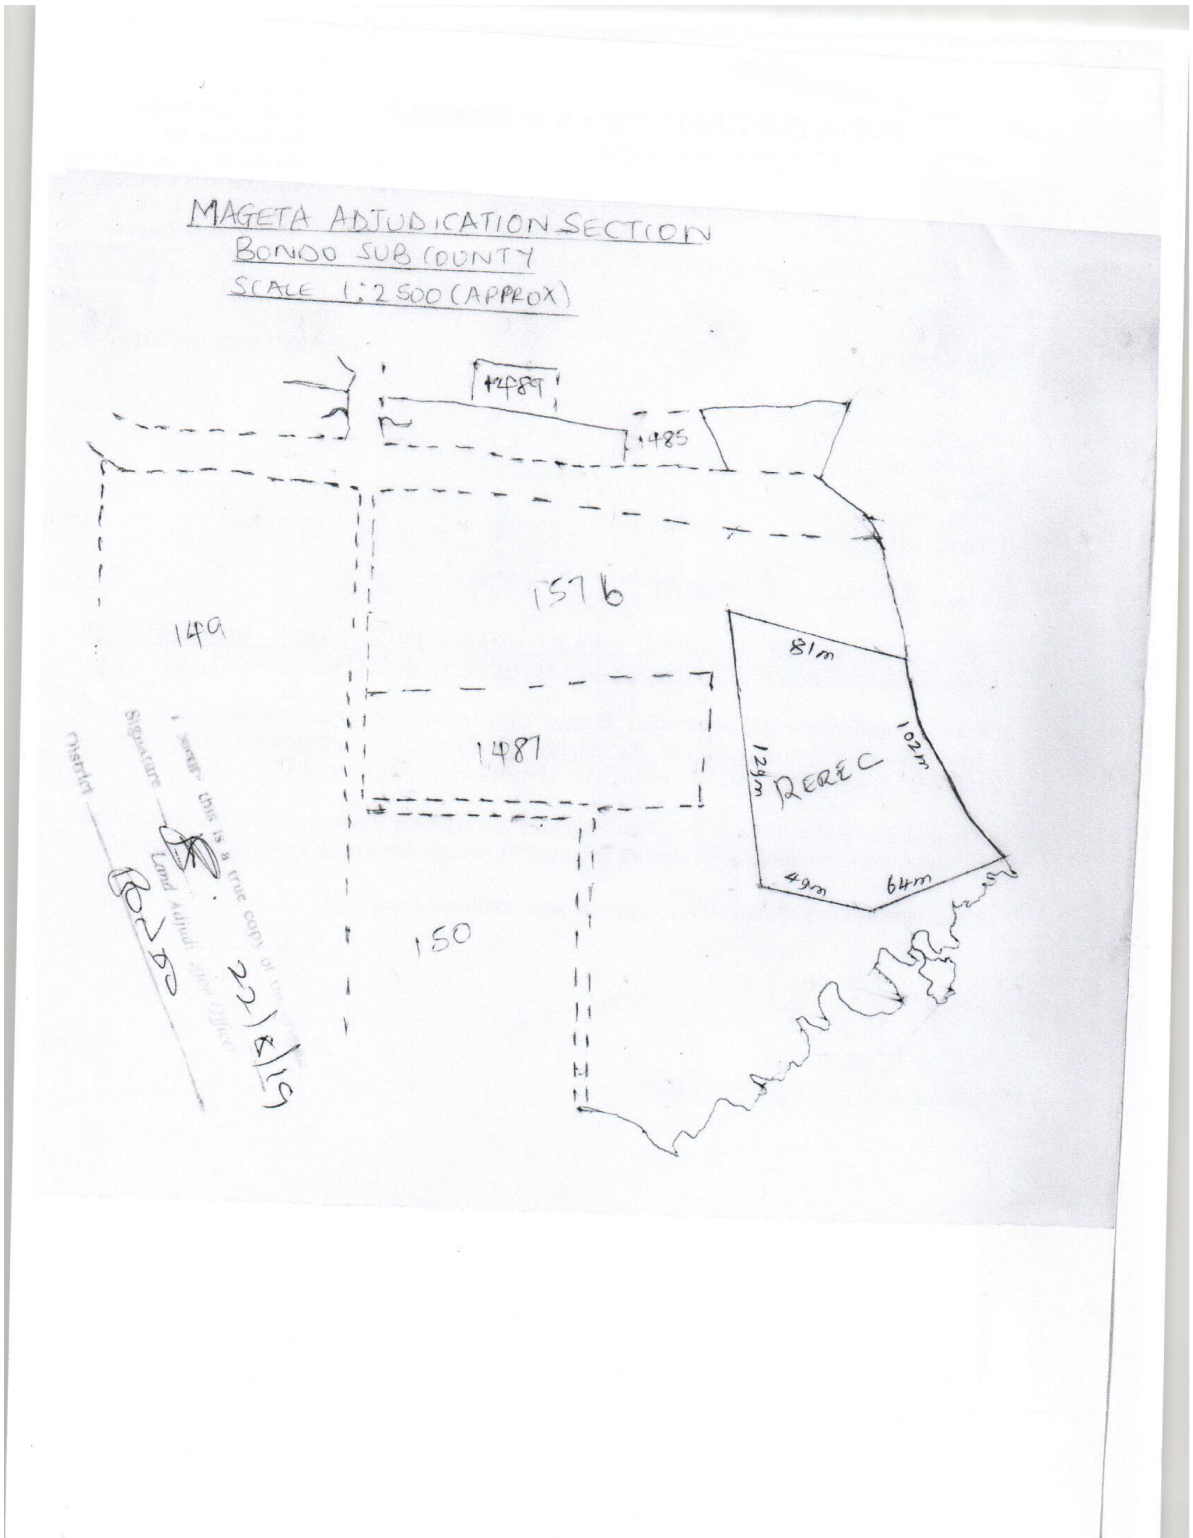 MAGETA ADJUDICATION SECTION
BONDO SUB COUNTY
SCALE 1:2500 (APPROX)
1489
1485
1576
149
81m
1487
102m
129m
REREC
49m
64m
150
this is a true copy of the
Signature
Land Adjudication Officer
District
BONDO
22/8/19